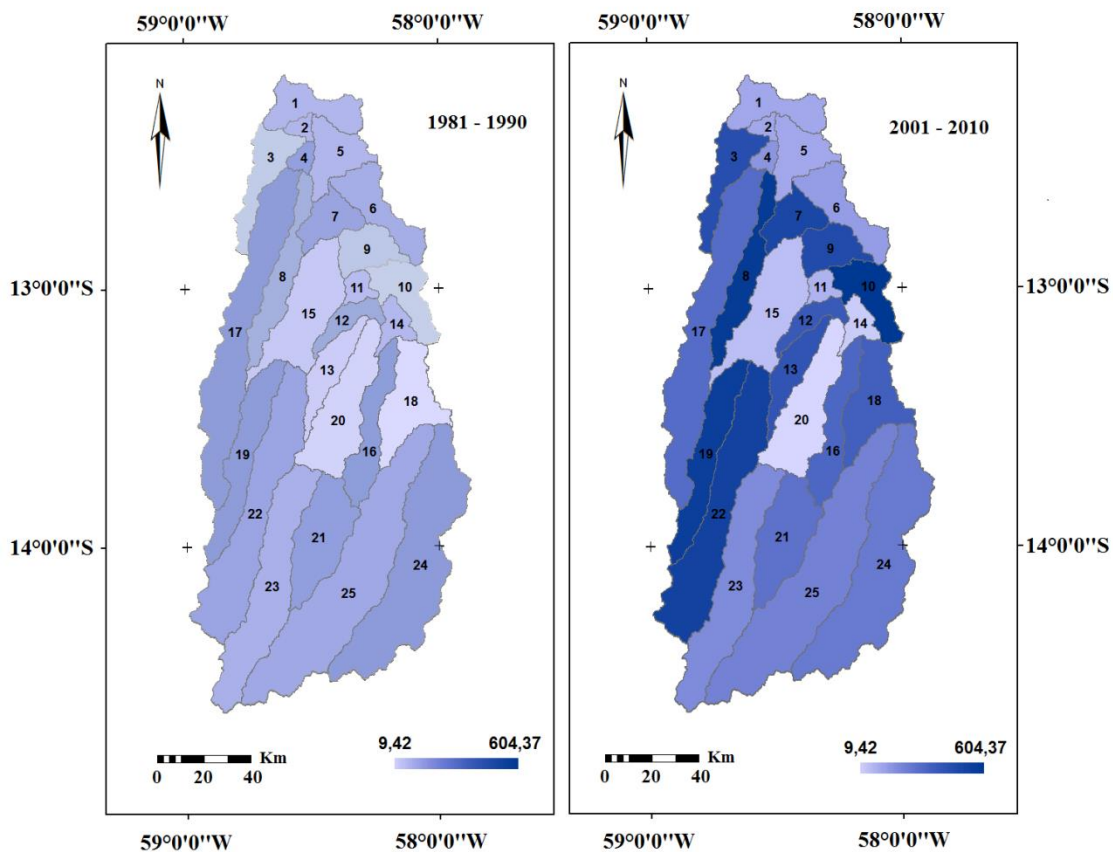 59°0'0"W 58°0'0"W 59°0'0"W 58°0'0"W
N N
1981 - 1990 2001 - 2010
1 1
2 2
3 4 5 3 4 5
7 6 7 6
9 9
8 10 8 10
13°0'0"S 11 11 13°0'0"S
15 12 14 15 12 14
17 17
13 13
18 18
20 20
19 16 19 16
22 21 22 21
14°0'0"S 14°0'0"S
23 25 24 23 25 24
9,42 604,37 9,42 604,37
Km Km
0 20 40 0 20 40
59°0'0"W 58°0'0"W 59°0'0"W 58°0'0"W